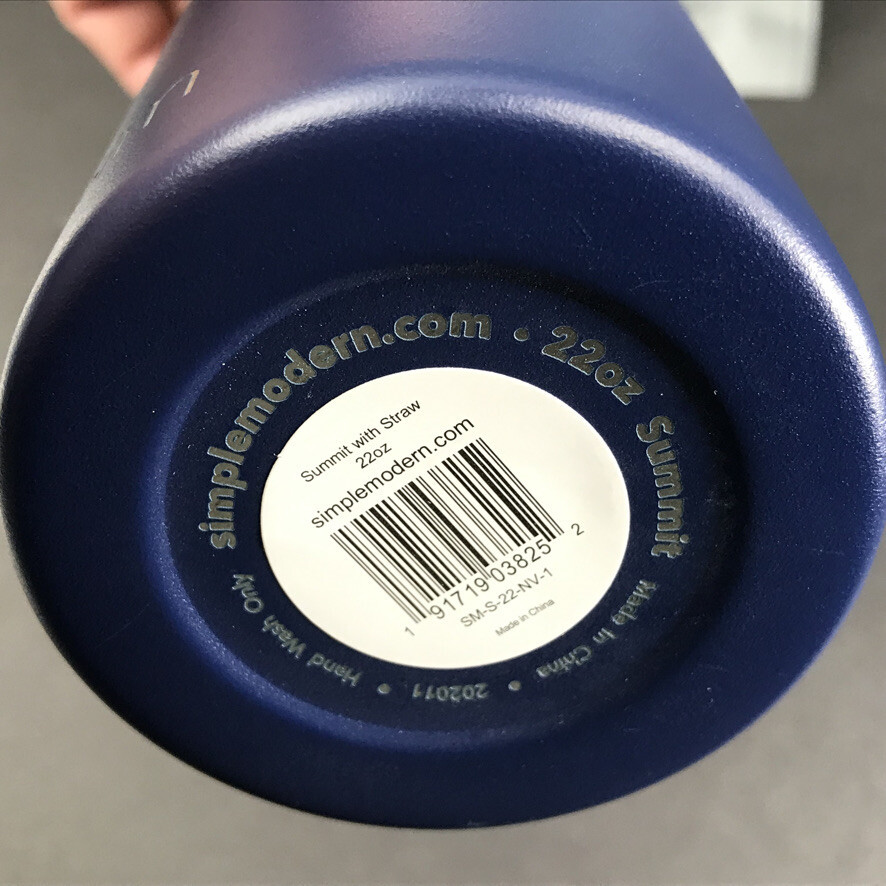 simplemodern.com • 22oz Summit
Made In China • 202011 • Hand Wash Only
Summit with Straw
22oz
simplemodern.com
1 91719 03825 2
SM-S-22-NV-1
Made in China